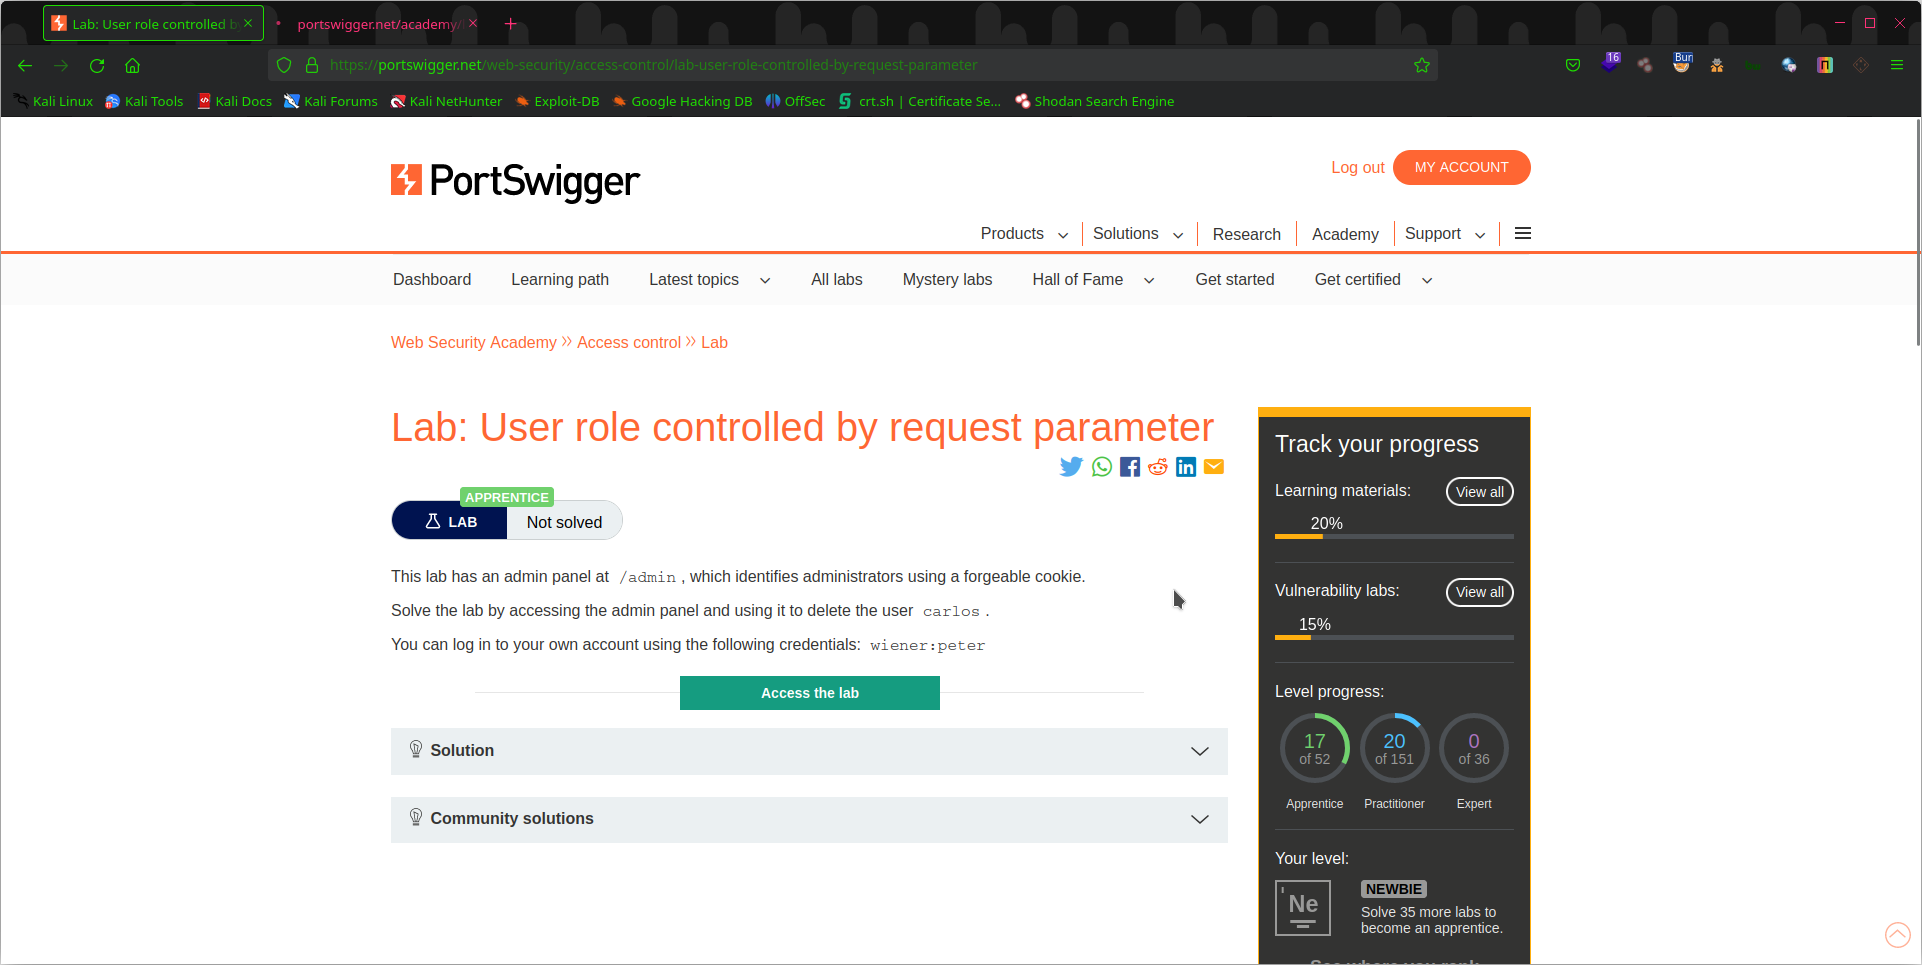 Lab: User role controlled b
portswigger.net/academy/
https://portswigger.net/web-security/access-control/lab-user-role-controlled-by-request-parameter
16
Bur
Kali Linux
Kali Tools
Kali Docs
Kali Forums
Kali NetHunter
Exploit-DB
Google Hacking DB
OffSec
crt.sh | Certificate Se...
Shodan Search Engine
PortSwigger
Log out
MY ACCOUNT
Products
Solutions
Research
Academy
Support
Dashboard
Learning path
Latest topics
All labs
Mystery labs
Hall of Fame
Get started
Get certified
Web Security Academy » Access control » Lab
Lab: User role controlled by request parameter
APPRENTICE
LAB
Not solved
This lab has an admin panel at /admin, which identifies administrators using a forgeable cookie.
Solve the lab by accessing the admin panel and using it to delete the user carlos.
You can log in to your own account using the following credentials: wiener:peter
Access the lab
Solution
Community solutions
Track your progress
Learning materials:
View all
20%
Vulnerability labs:
View all
15%
Level progress:
17
of 52
20
of 151
0
of 36
Apprentice
Practitioner
Expert
Your level:
Ne
NEWBIE
Solve 35 more labs to
become an apprentice.
See where you rank